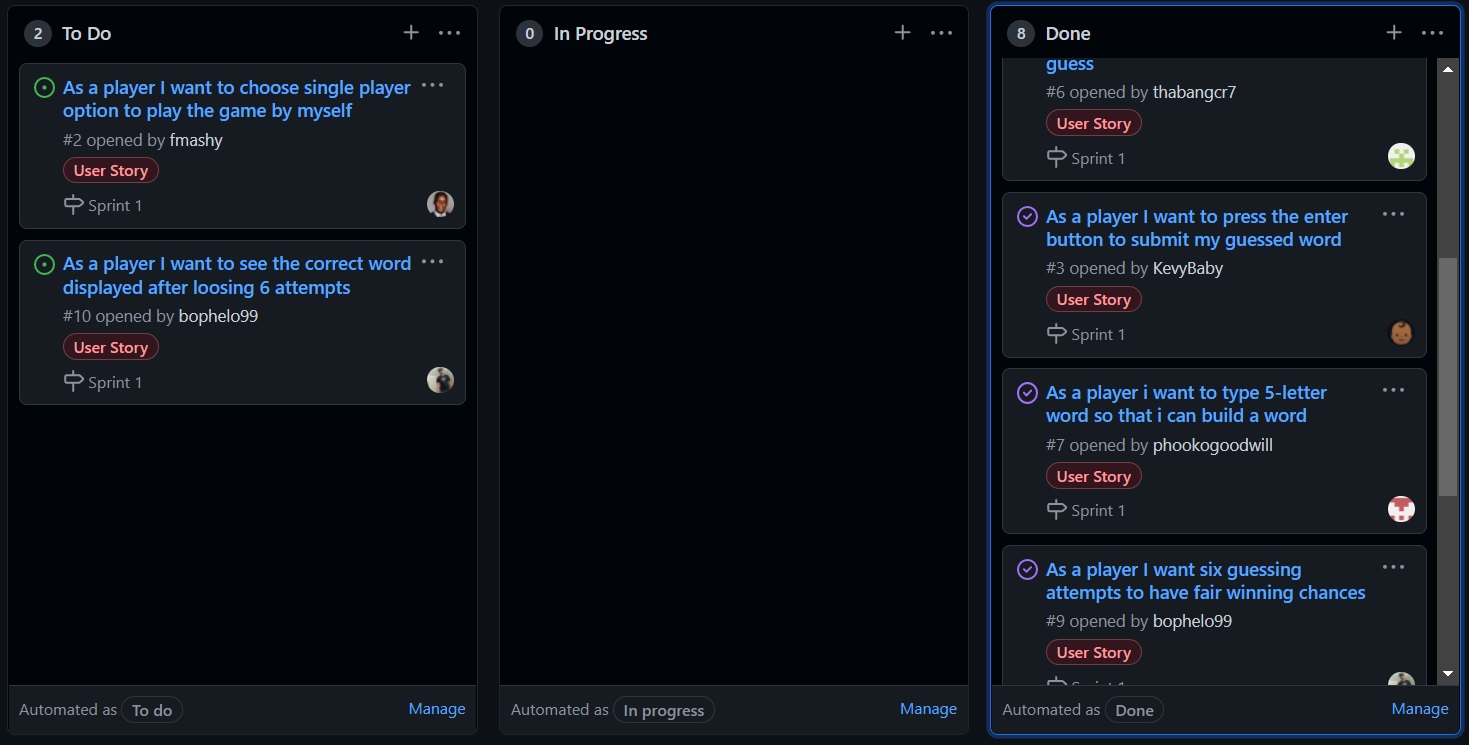 2 To Do
As a player I want to choose single player
option to play the game by myself
#2 opened by fmashy
User Story
Sprint 1
As a player I want to see the correct word
displayed after loosing 6 attempts
#10 opened by bophelo99
User Story
Sprint 1
Automated as To do Manage
0 In Progress
Automated as In progress Manage
8 Done
guess
#6 opened by thabangcr7
User Story
Sprint 1
As a player I want to press the enter
button to submit my guessed word
#3 opened by KevyBaby
User Story
Sprint 1
As a player i want to type 5-letter
word so that i can build a word
#7 opened by phookogoodwill
User Story
Sprint 1
As a player I want six guessing
attempts to have fair winning chances
#9 opened by bophelo99
User Story
Sprint 1
Automated as Done Manage